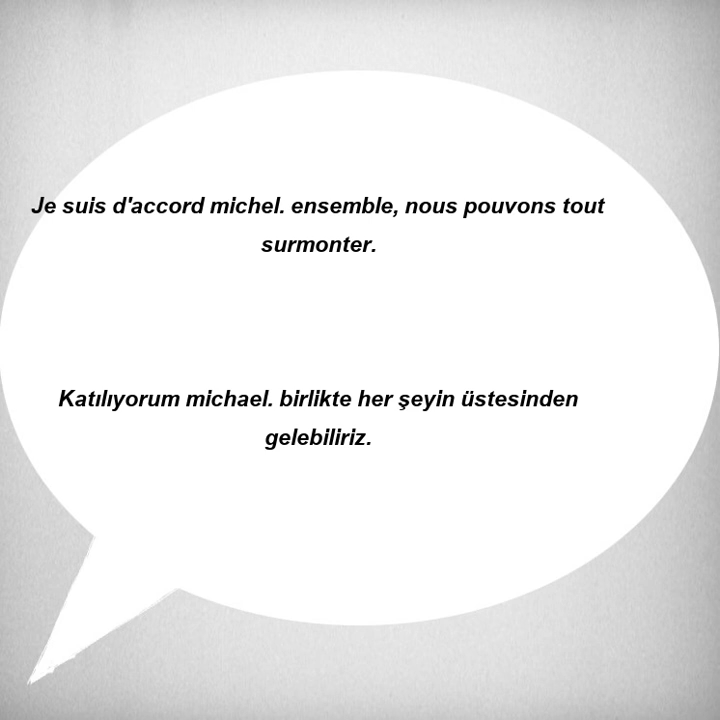 Je suis d'accord michel. ensemble, nous pouvons tout
surmonter.
Katılıyorum michael. birlikte her şeyin üstesinden
gelebiliriz.